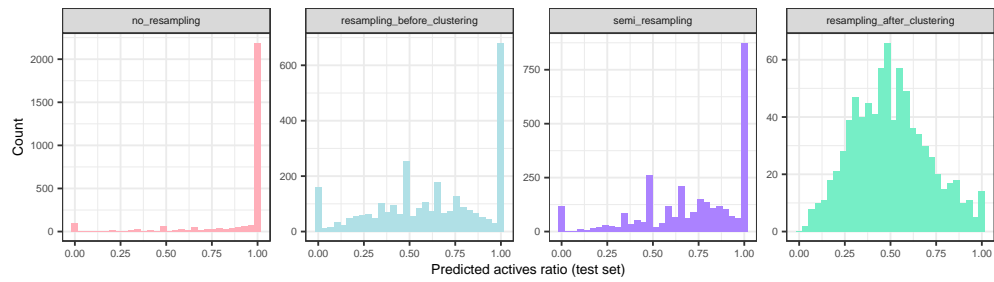 no_resampling
resampling_before_clustering
semi_resampling
resampling_after_clustering
Count
2000
1500
1000
500
0
600
400
200
0
750
500
250
0
60
40
20
0
0.00 0.25 0.50 0.75 1.00
0.00 0.25 0.50 0.75 1.00
0.00 0.25 0.50 0.75 1.00
0.00 0.25 0.50 0.75 1.00
Predicted actives ratio (test set)